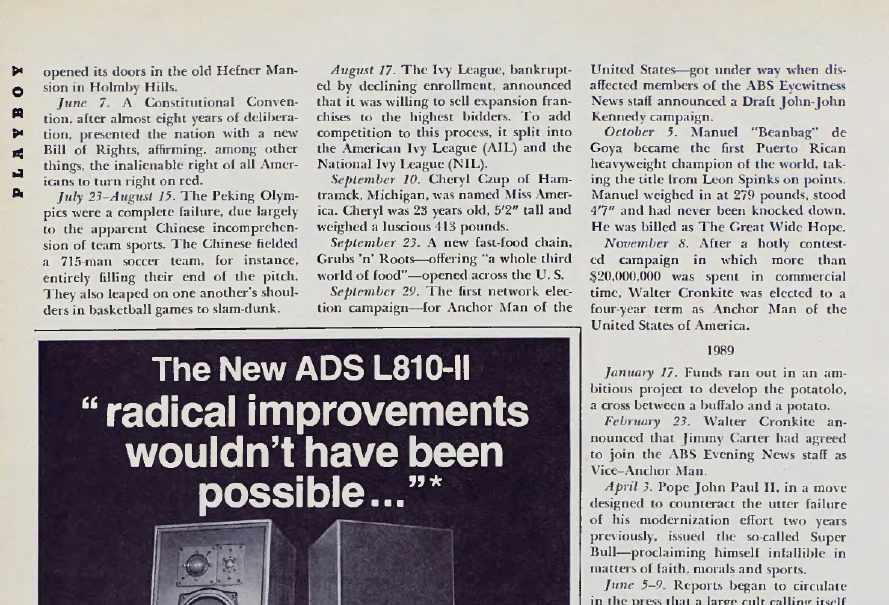 PLAYBOY
opened its doors in the old Hefner Man-
sion in Holmby Hills.
June 7. A Constitutional Conven-
tion, after almost eight years of delibera-
tion, presented the nation with a new
Bill of Rights, affirming, among other
things, the inalienable right of all Amer-
icans to turn right on red.
July 23–August 15. The Peking Olym-
pics were a complete failure, due largely
to the apparent Chinese incomprehen-
sion of team sports. The Chinese fielded
a 715-man soccer team, for instance,
entirely filling their end of the pitch.
They also leaped on one another's shoul-
ders in basketball games to slam-dunk.
August 17. The Ivy League, bankrupt-
ed by declining enrollment, announced
that it was willing to sell expansion fran-
chises to the highest bidders. To add
competition to this process, it split into
the American Ivy League (AIL) and the
National Ivy League (NIL).
September 10. Cheryl Czup of Ham-
tramck, Michigan, was named Miss Amer-
ica. Cheryl was 23 years old, 5'2" tall and
weighed a luscious 413 pounds.
September 23. A new fast-food chain,
Grubs 'n' Roots—offering "a whole third
world of food"—opened across the U. S.
September 29. The first network elec-
tion campaign—for Anchor Man of the
United States—got under way when dis-
affected members of the ABS Eyewitness
News staff announced a Draft John-John
Kennedy campaign.
October 5. Manuel "Beanbag" de
Goya became the first Puerto Rican
heavyweight champion of the world, tak-
ing the title from Leon Spinks on points.
Manuel weighed in at 279 pounds, stood
4'7" and had never been knocked down.
He was billed as The Great Wide Hope.
November 8. After a hotly contest-
ed campaign in which more than
$20,000,000 was spent in commercial
time, Walter Cronkite was elected to a
four-year term as Anchor Man of the
United States of America.
1989
January 17. Funds ran out in an am-
bitious project to develop the potatolo,
a cross between a buffalo and a potato.
February 23. Walter Cronkite an-
nounced that Jimmy Carter had agreed
to join the ABS Evening News staff as
Vice–Anchor Man.
April 3. Pope John Paul II, in a move
designed to counteract the utter failure
of his modernization effort two years
previously, issued the so-called Super
Bull—proclaiming himself infallible in
matters of faith, morals and sports.
June 5–9. Reports began to circulate
in the press that a large cult calling itself
The New ADS L810-II
“radical improvements
wouldn't have been
possible...”*